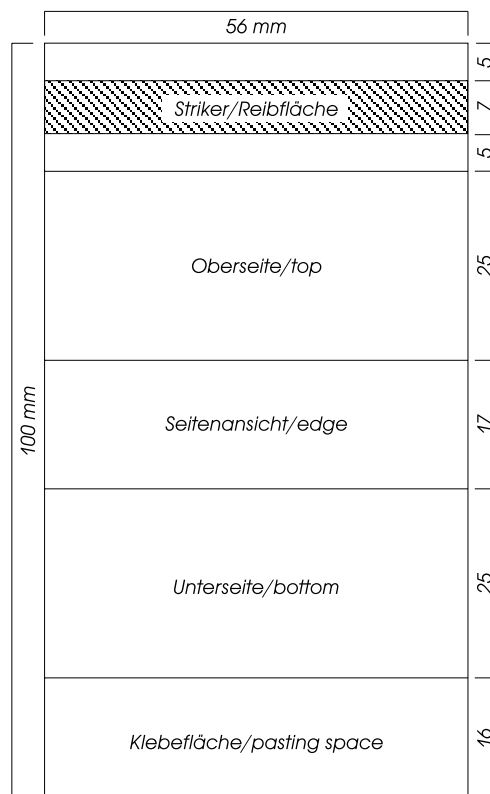 56 mm
5
Striker/Reibfläche
7
5
Oberseite/top
25
100 mm
Seitenansicht/edge
17
Unterseite/bottom
25
Klebefläche/pasting space
16